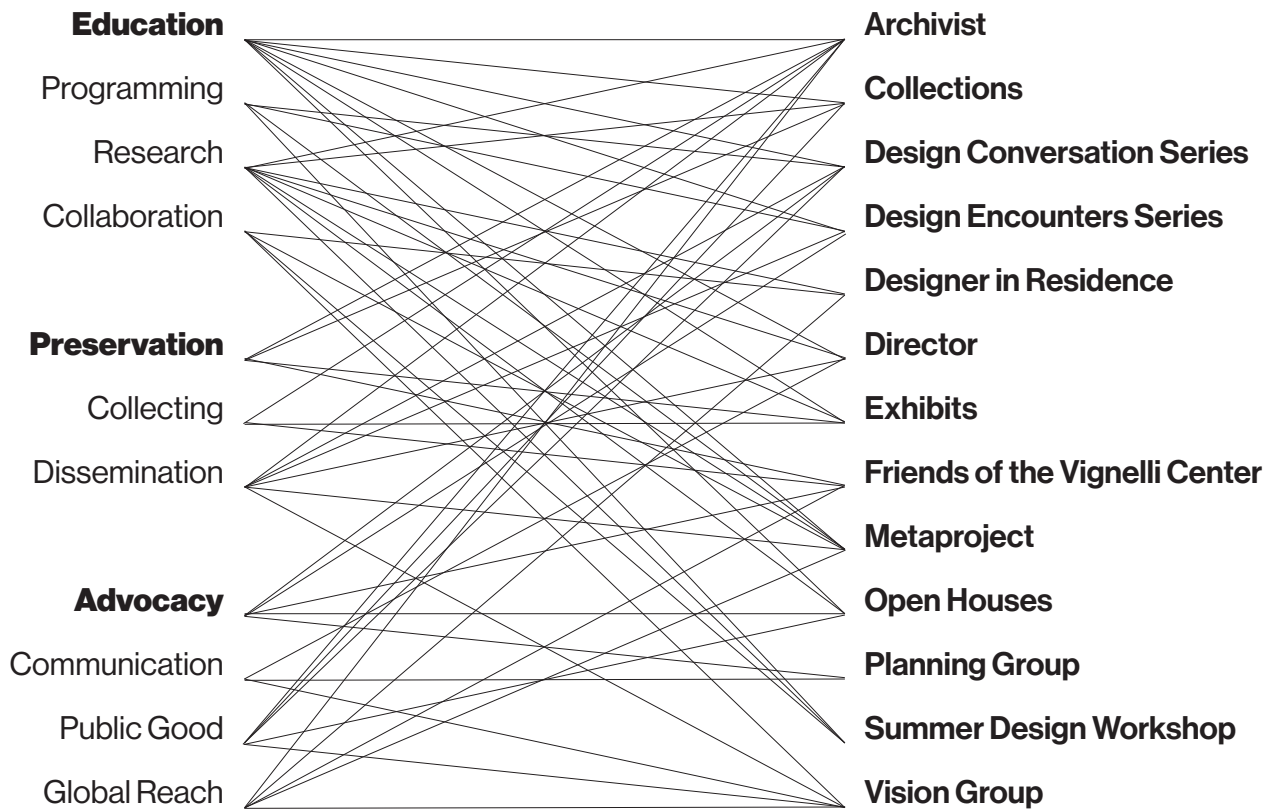 Education
Programming
Research
Collaboration
Preservation
Collecting
Dissemination
Advocacy
Communication
Public Good
Global Reach
Archivist
Collections
Design Conversation Series
Design Encounters Series
Designer in Residence
Director
Exhibits
Friends of the Vignelli Center
Metaproject
Open Houses
Planning Group
Summer Design Workshop
Vision Group